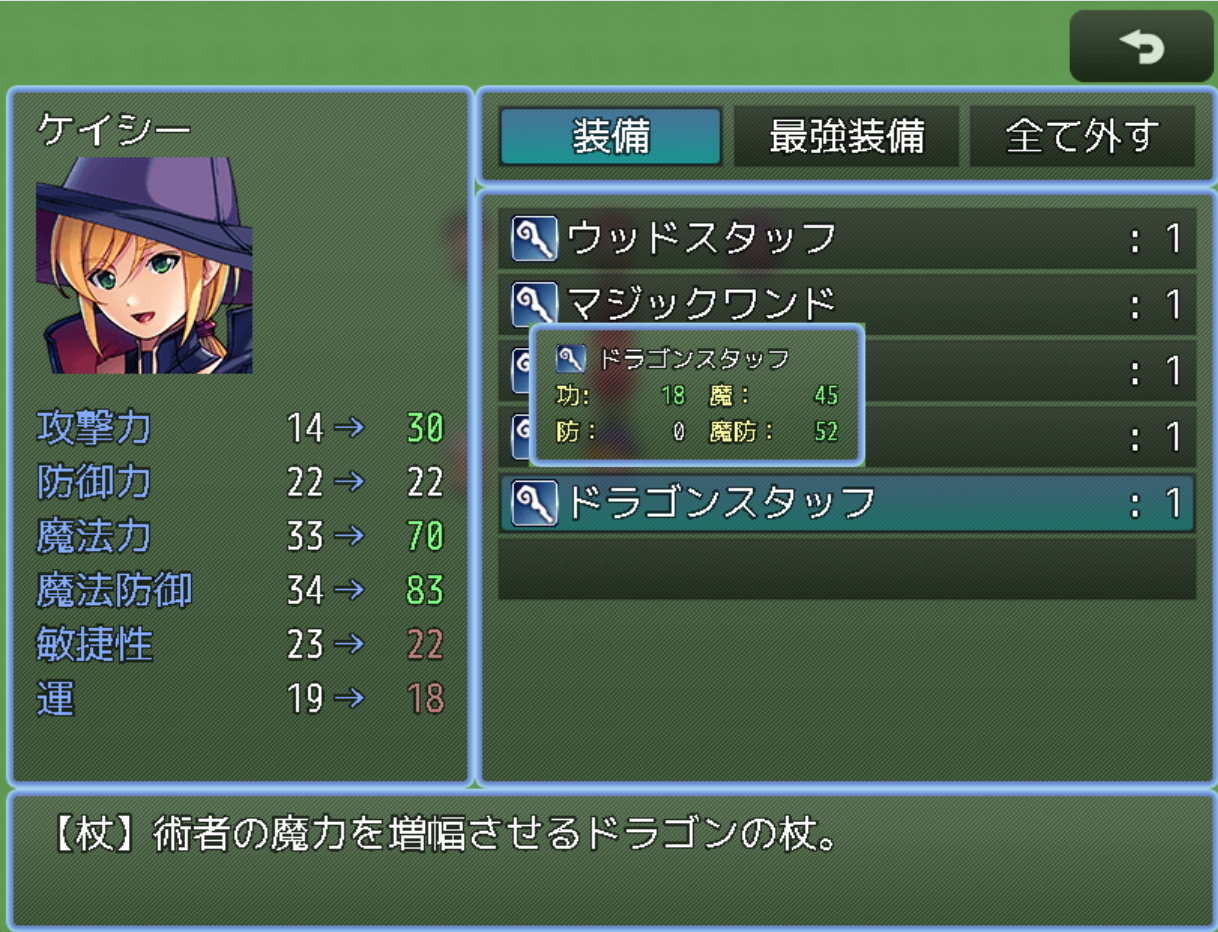 ケイシー
攻撃力 14→ 30
防御力 22→ 22
魔法力 33→ 70
魔法防御 34→ 83
敏捷性 23→ 22
運 19→ 18
装備 最強装備 全て外す
ウッドスタッフ : 1
マジックワンド : 1
: 1
: 1
ドラゴンスタッフ : 1
ドラゴンスタッフ
功: 18 魔: 45
防: 0 魔防: 52
【杖】術者の魔力を増幅させるドラゴンの杖。